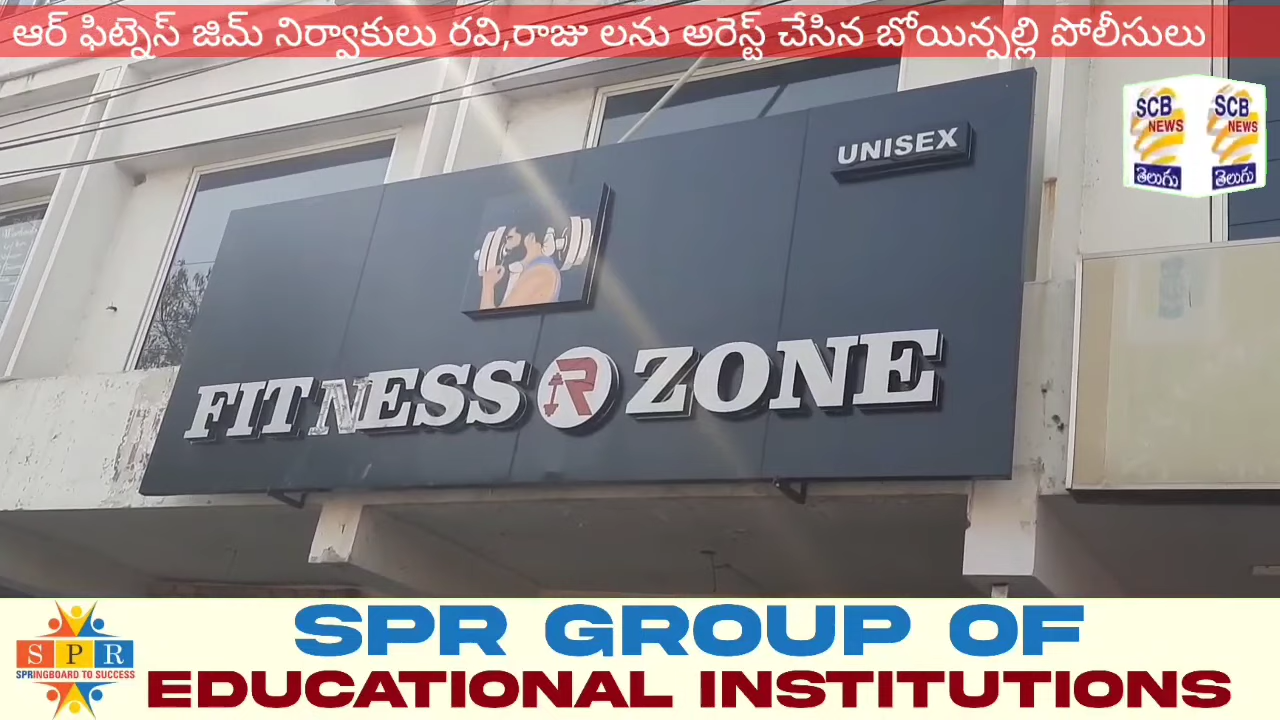 ఆర్ ఫిట్నెస్ జిమ్ నిర్వాకులు రవి,రాజు లను అరెస్ట్ చేసిన బోయిన్పల్లి పోలీసులు
SCB NEWS తెలుగు
SCB NEWS తెలుగు
UNISEX
FITNESS R ZONE
SPR
SPRINGBOARD TO SUCCESS
SPR GROUP OF
EDUCATIONAL INSTITUTIONS